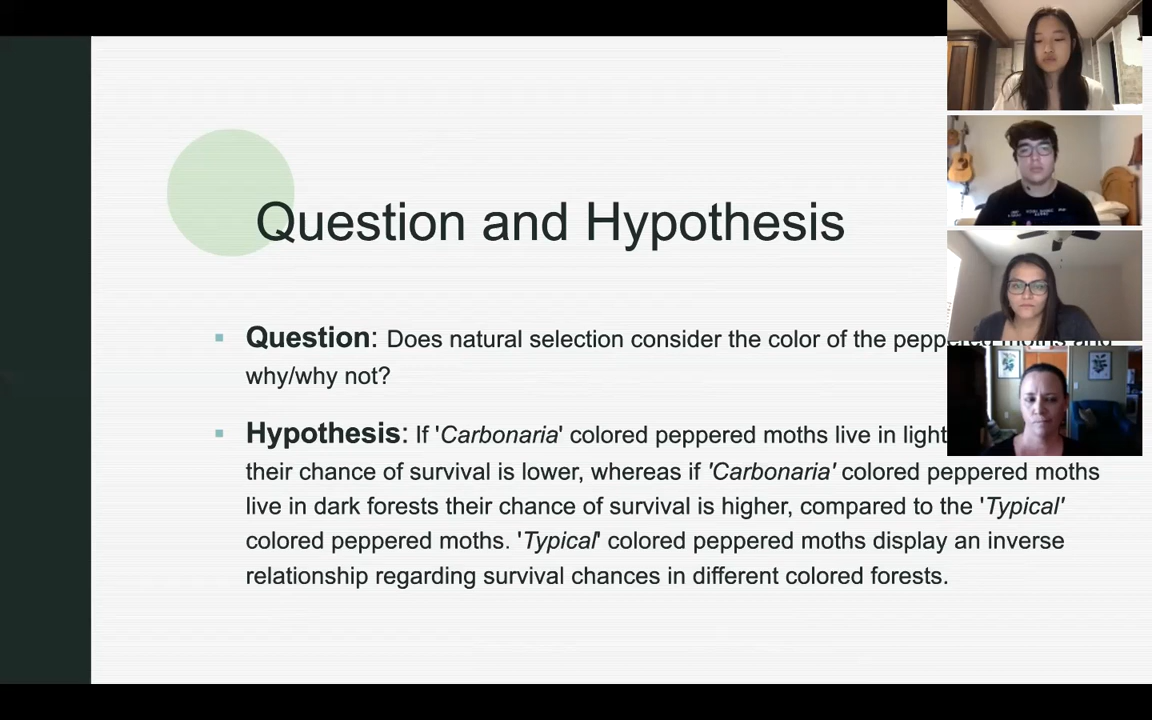 Question and Hypothesis
Question: Does natural selection consider the color of the peppered moths and
why/why not?
Hypothesis: If 'Carbonaria' colored peppered moths live in light
their chance of survival is lower, whereas if 'Carbonaria' colored peppered moths
live in dark forests their chance of survival is higher, compared to the 'Typical'
colored peppered moths. 'Typical' colored peppered moths display an inverse
relationship regarding survival chances in different colored forests.